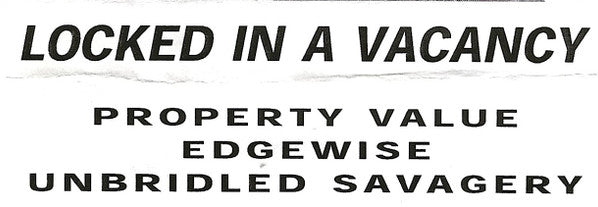 LOCKED IN A VACANCY
PROPERTY VALUE
EDGEWISE
UNBRIDLED SAVAGERY